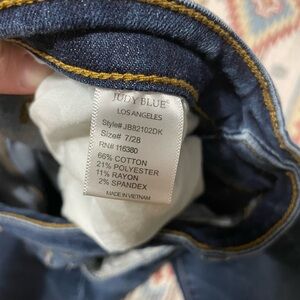 JUDY BLUE®
LOS ANGELES
Style# JB82102DK
Size# 7/28
RN# 116380
66% COTTON
21% POLYESTER
11% RAYON
2% SPANDEX
MADE IN VIETNAM